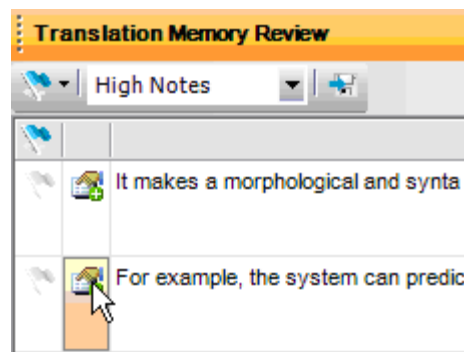 Translation Memory Review
High Notes
It makes a morphological and synta
For example, the system can predic